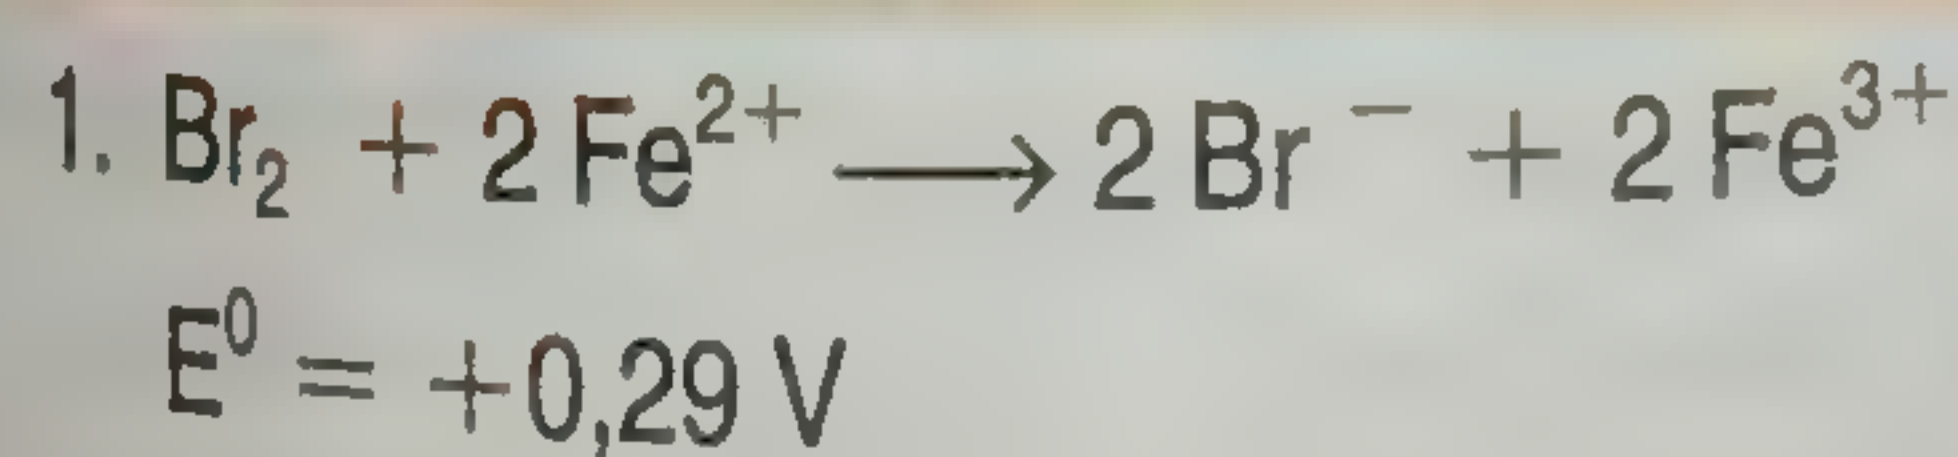 1. Br₂ + 2 Fe²⁺ ⟶ 2 Br⁻ + 2 Fe³⁺
E⁰ = +0,29 V